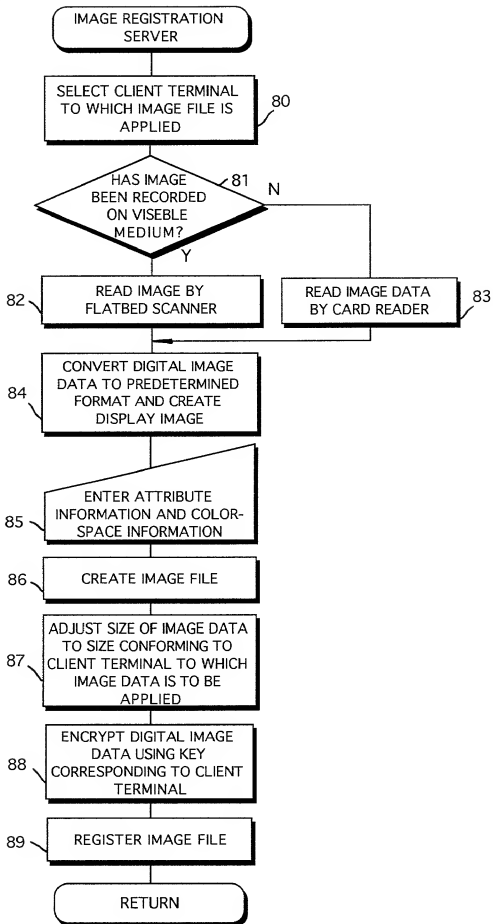 IMAGE REGISTRATION
SERVER
SELECT CLIENT TERMINAL
TO WHICH IMAGE FILE IS
APPLIED
80
HAS IMAGE
BEEN RECORDED
ON VISEBLE
MEDIUM?
81
N
Y
READ IMAGE BY
FLATBED SCANNER
82
READ IMAGE DATA
BY CARD READER
83
CONVERT DIGITAL IMAGE
DATA TO PREDETERMINED
FORMAT AND CREATE
DISPLAY IMAGE
84
ENTER ATTRIBUTE
INFORMATION AND COLOR-
SPACE INFORMATION
85
CREATE IMAGE FILE
86
ADJUST SIZE OF IMAGE DATA
TO SIZE CONFORMING TO
CLIENT TERMINAL TO WHICH
IMAGE DATA IS TO BE
APPLIED
87
ENCRYPT DIGITAL IMAGE
DATA USING KEY
CORRESPONDING TO CLIENT
TERMINAL
88
REGISTER IMAGE FILE
89
RETURN